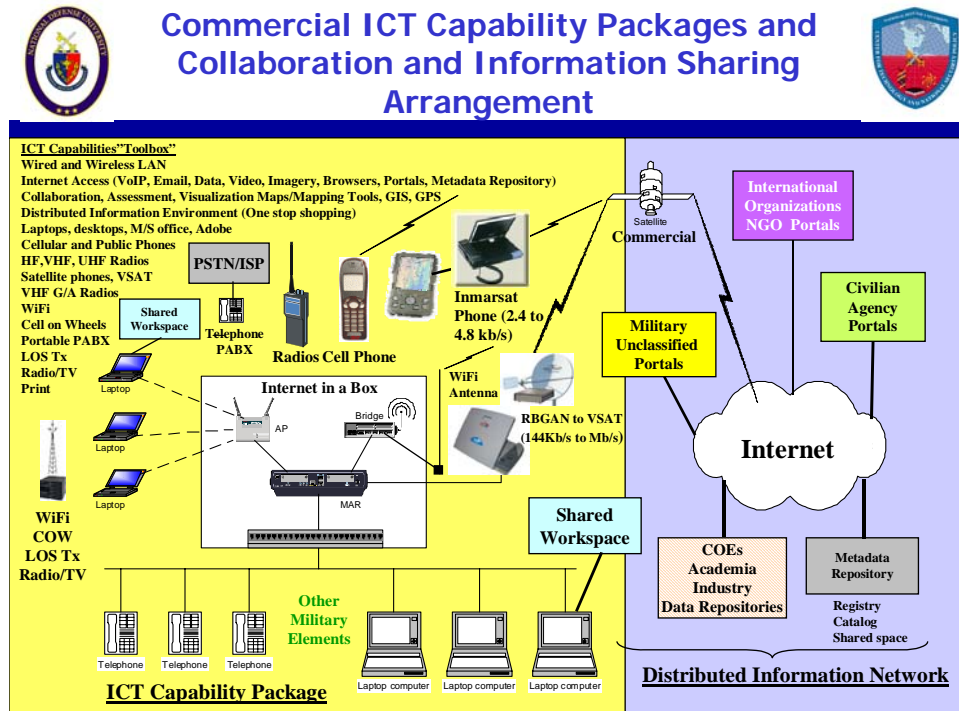 Commercial ICT Capability Packages and
Collaboration and Information Sharing
Arrangement
NATIONAL DEFENSE UNIVERSITY
ICT Capabilities"Toolbox"
Wired and Wireless LAN
Internet Access (VoIP, Email, Data, Video, Imagery, Browsers, Portals, Metadata Repository)
Collaboration, Assessment, Visualization Maps/Mapping Tools, GIS, GPS
Distributed Information Environment (One stop shopping)
Laptops, desktops, M/S office, Adobe
Cellular and Public Phones
HF,VHF, UHF Radios
Satellite phones, VSAT
VHF G/A Radios
WiFi
Cell on Wheels
Portable PABX
LOS Tx
Radio/TV
Print
PSTN/ISP
Shared
Workspace
Telephone
PABX
Radios
Cell Phone
Inmarsat
Phone (2.4 to
4.8 kb/s)
Satellite
Commercial
International
Organizations
NGO Portals
Civilian
Agency
Portals
Military
Unclassified
Portals
Laptop
Laptop
Laptop
Internet in a Box
AP
Bridge
MAR
WiFi
Antenna
RBGAN to VSAT
(144Kb/s to Mb/s)
Internet
WiFi
COW
LOS Tx
Radio/TV
Shared
Workspace
COEs
Academia
Industry
Data Repositories
Metadata
Repository
Registry
Catalog
Shared space
Other
Military
Elements
Telephone
Telephone
Telephone
Laptop computer
Laptop computer
Laptop computer
ICT Capability Package
Distributed Information Network